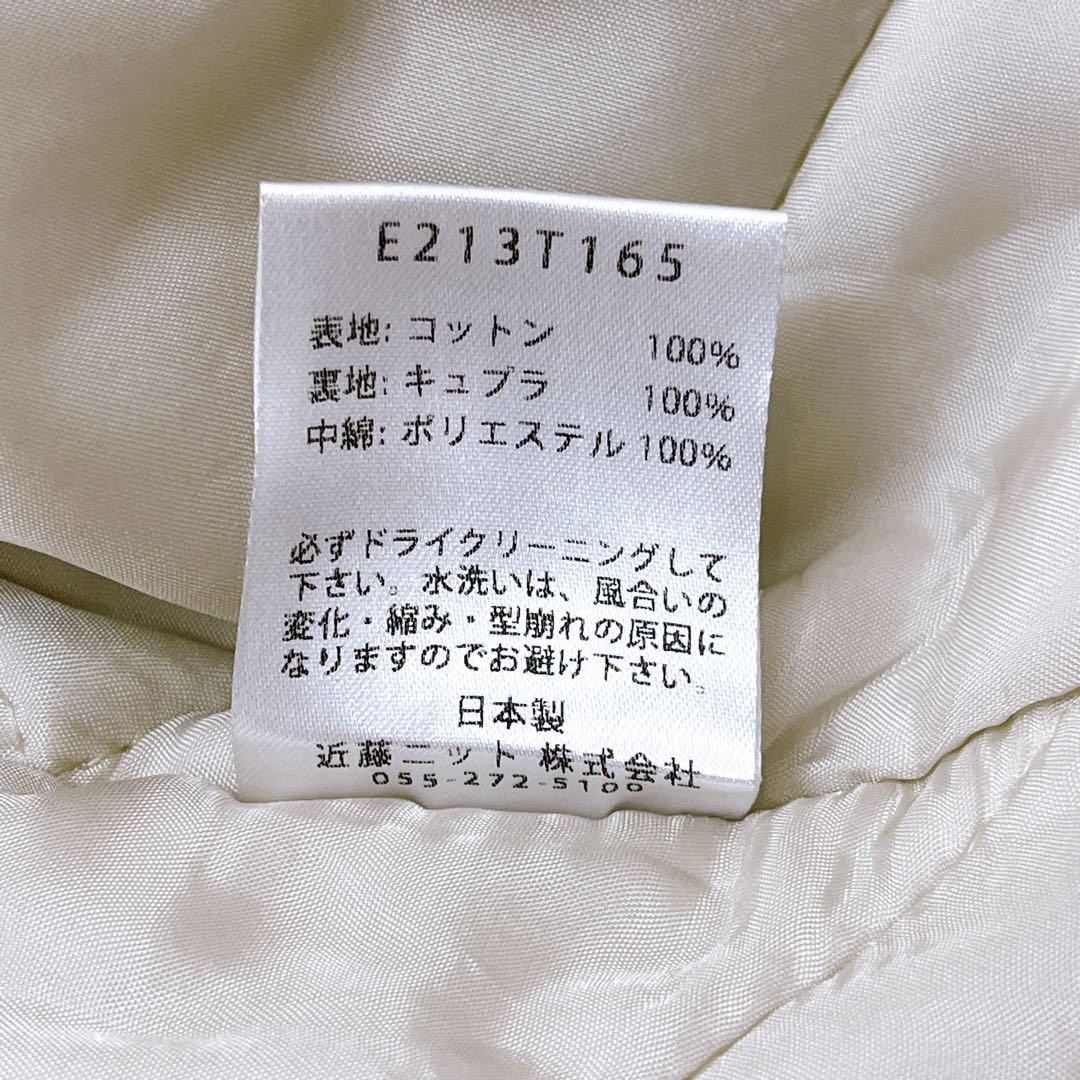 E213T165
表地: コットン 100%
裏地: キュプラ 100%
中綿: ポリエステル 100%
必ずドライクリーニングして
下さい。水洗いは、風合いの
変化・縮み・型崩れの原因に
なりますのでお避け下さい。
日本製
近藤ニット 株式会社
055-272-5100